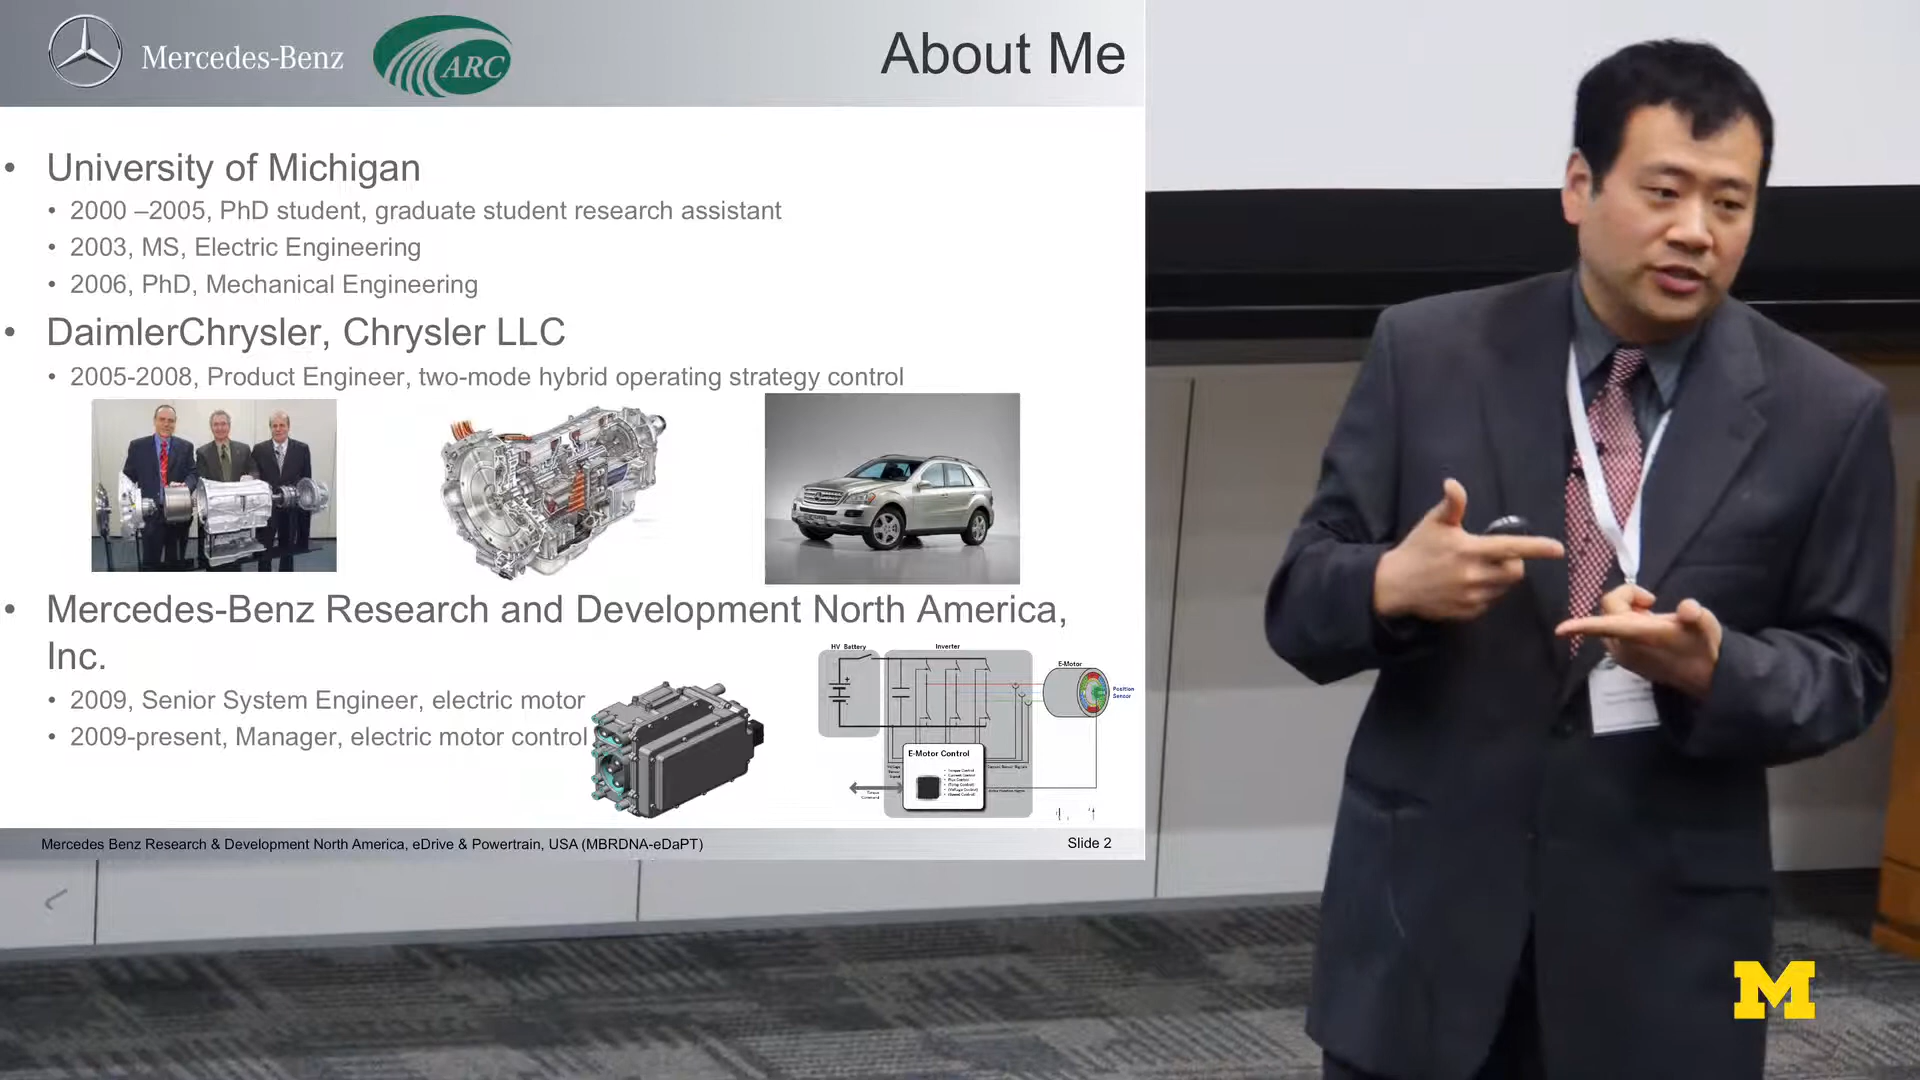 Mercedes-Benz
ARC
About Me
• University of Michigan
• 2000 –2005, PhD student, graduate student research assistant
• 2003, MS, Electric Engineering
• 2006, PhD, Mechanical Engineering
• DaimlerChrysler, Chrysler LLC
• 2005-2008, Product Engineer, two-mode hybrid operating strategy control
• Mercedes-Benz Research and Development North America,
Inc.
• 2009, Senior System Engineer, electric motor
• 2009-present, Manager, electric motor control
HV Battery
Inverter
E-Motor
Position
Sensor
E-Motor Control
Mercedes Benz Research & Development North America, eDrive & Powertrain, USA (MBRDNA-eDaPT)
Slide 2
M